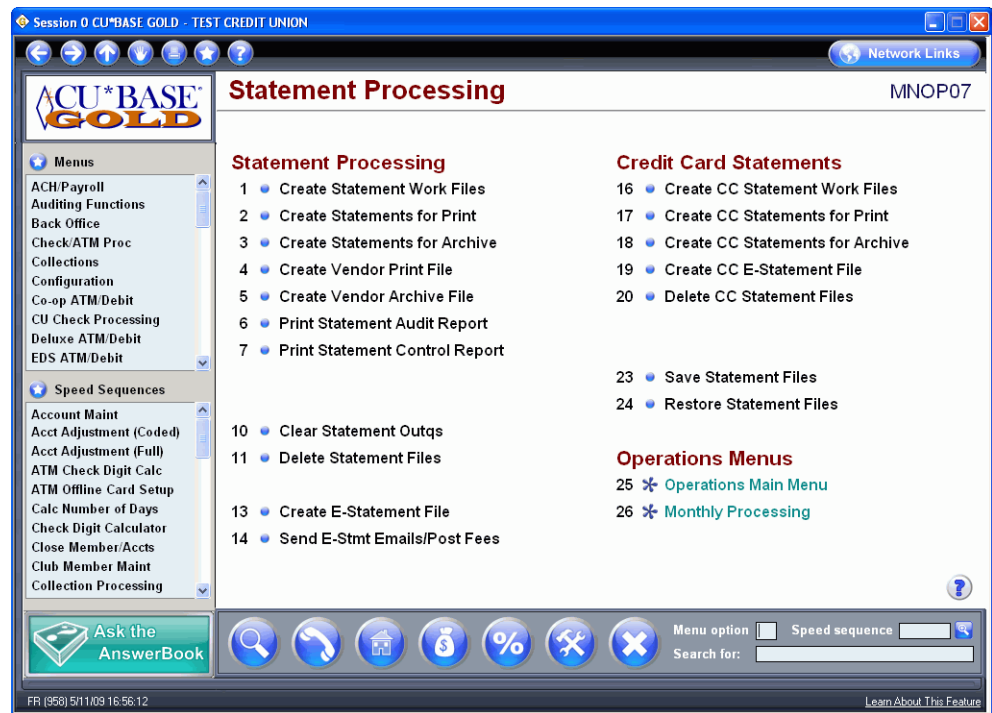 Session 0 CU*BASE GOLD - TEST CREDIT UNION
Network Links
CU*BASE
GOLD
Statement Processing
MNOP07
Menus
ACH/Payroll
Auditing Functions
Back Office
Check/ATM Proc
Collections
Configuration
Co-op ATM/Debit
CU Check Processing
Deluxe ATM/Debit
EDS ATM/Debit
Speed Sequences
Account Maint
Acct Adjustment (Coded)
Acct Adjustment (Full)
ATM Check Digit Calc
ATM Offline Card Setup
Calc Number of Days
Check Digit Calculator
Close Member/Accts
Club Member Maint
Collection Processing
Ask the
AnswerBook
Statement Processing
1 Create Statement Work Files
2 Create Statements for Print
3 Create Statements for Archive
4 Create Vendor Print File
5 Create Vendor Archive File
6 Print Statement Audit Report
7 Print Statement Control Report
10 Clear Statement Outqs
11 Delete Statement Files
13 Create E-Statement File
14 Send E-Stmt Emails/Post Fees
Credit Card Statements
16 Create CC Statement Work Files
17 Create CC Statements for Print
18 Create CC Statements for Archive
19 Create CC E-Statement File
20 Delete CC Statement Files
23 Save Statement Files
24 Restore Statement Files
Operations Menus
25 Operations Main Menu
26 Monthly Processing
Menu option
Speed sequence
Search for:
FR (958) 5/11/09 16:56:12
Learn About This Feature